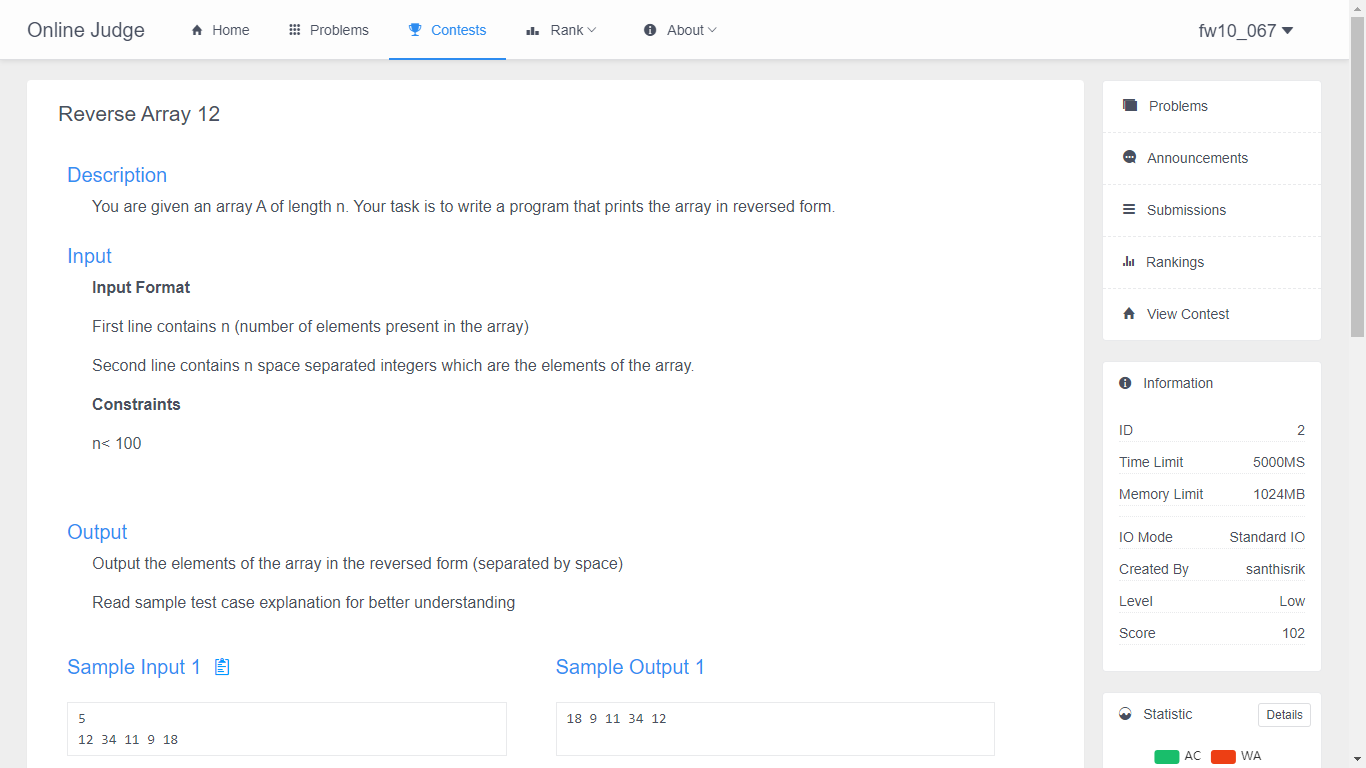 Online Judge
Home
Problems
Contests
Rank
About
fw10_067
Reverse Array 12
Description
You are given an array A of length n. Your task is to write a program that prints the array in reversed form.
Input
Input Format
First line contains n (number of elements present in the array)
Second line contains n space separated integers which are the elements of the array.
Constraints
n< 100
Output
Output the elements of the array in the reversed form (separated by space)
Read sample test case explanation for better understanding
Sample Input 1
5
12 34 11 9 18
Sample Output 1
18 9 11 34 12
Problems
Announcements
Submissions
Rankings
View Contest
Information
ID 2
Time Limit 5000MS
Memory Limit 1024MB
IO Mode Standard IO
Created By santhisrik
Level Low
Score 102
Statistic Details
AC WA